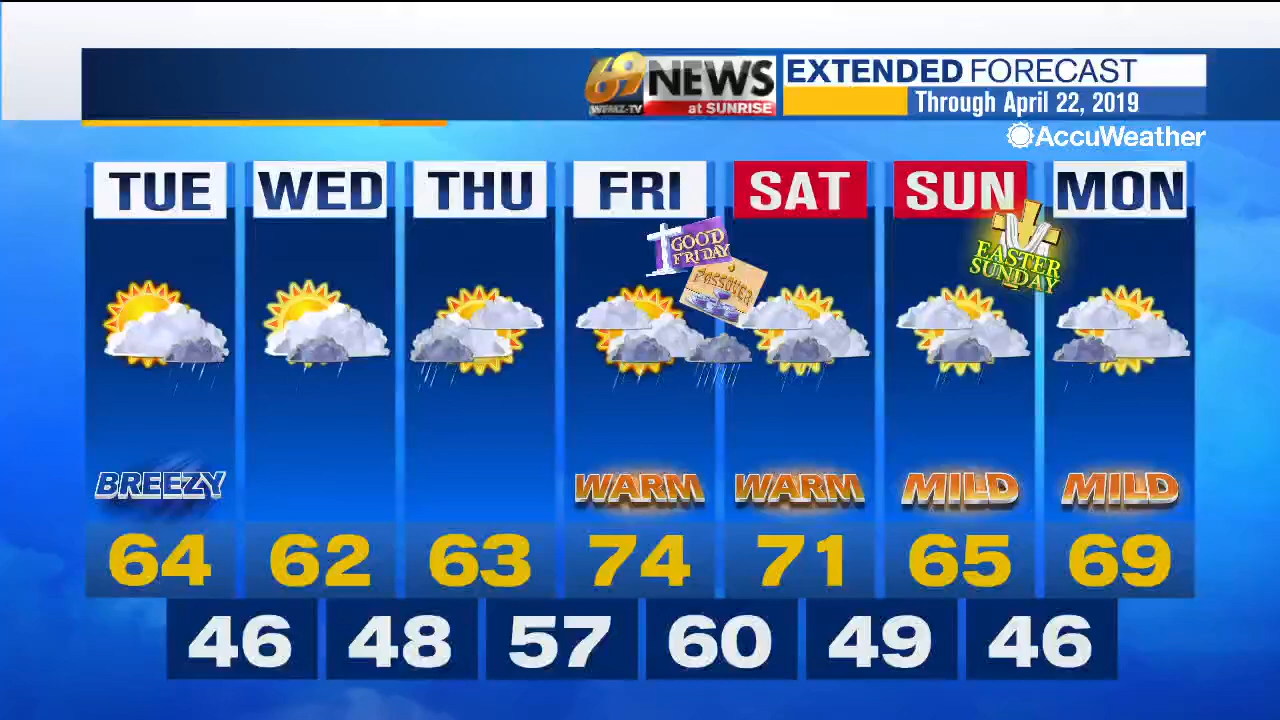 69 NEWS
WFMZ-TV at SUNRISE
EXTENDED FORECAST
Through April 22, 2019
AccuWeather
TUE WED THU FRI SAT SUN MON
GOOD
FRIDAY
PASSOVER
EASTER
SUNDAY
BREEZY WARM WARM MILD MILD
64 62 63 74 71 65 69
46 48 57 60 49 46